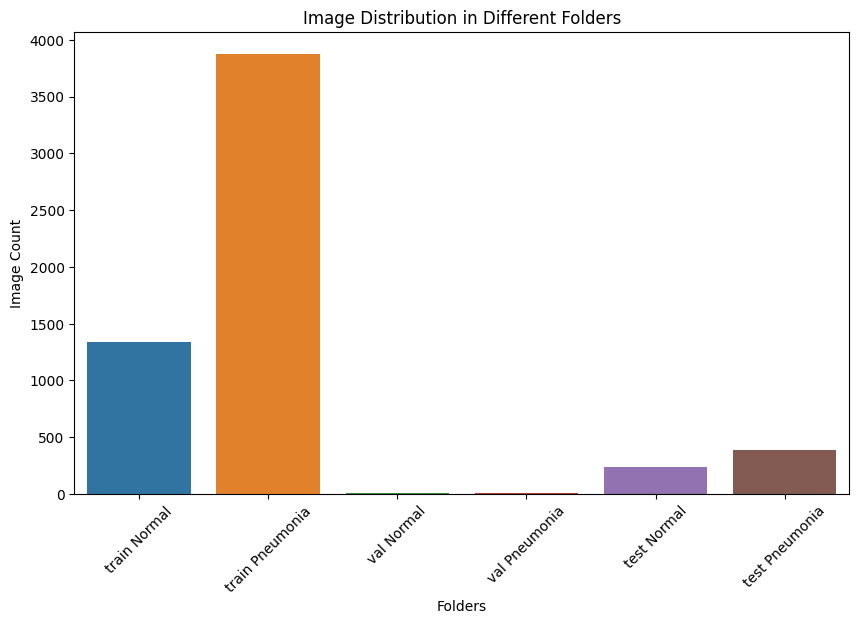 Image Distribution in Different Folders
Image Count
4000
3500
3000
2500
2000
1500
1000
500
0
train Normal
train Pneumonia
val Normal
val Pneumonia
test Normal
test Pneumonia
Folders